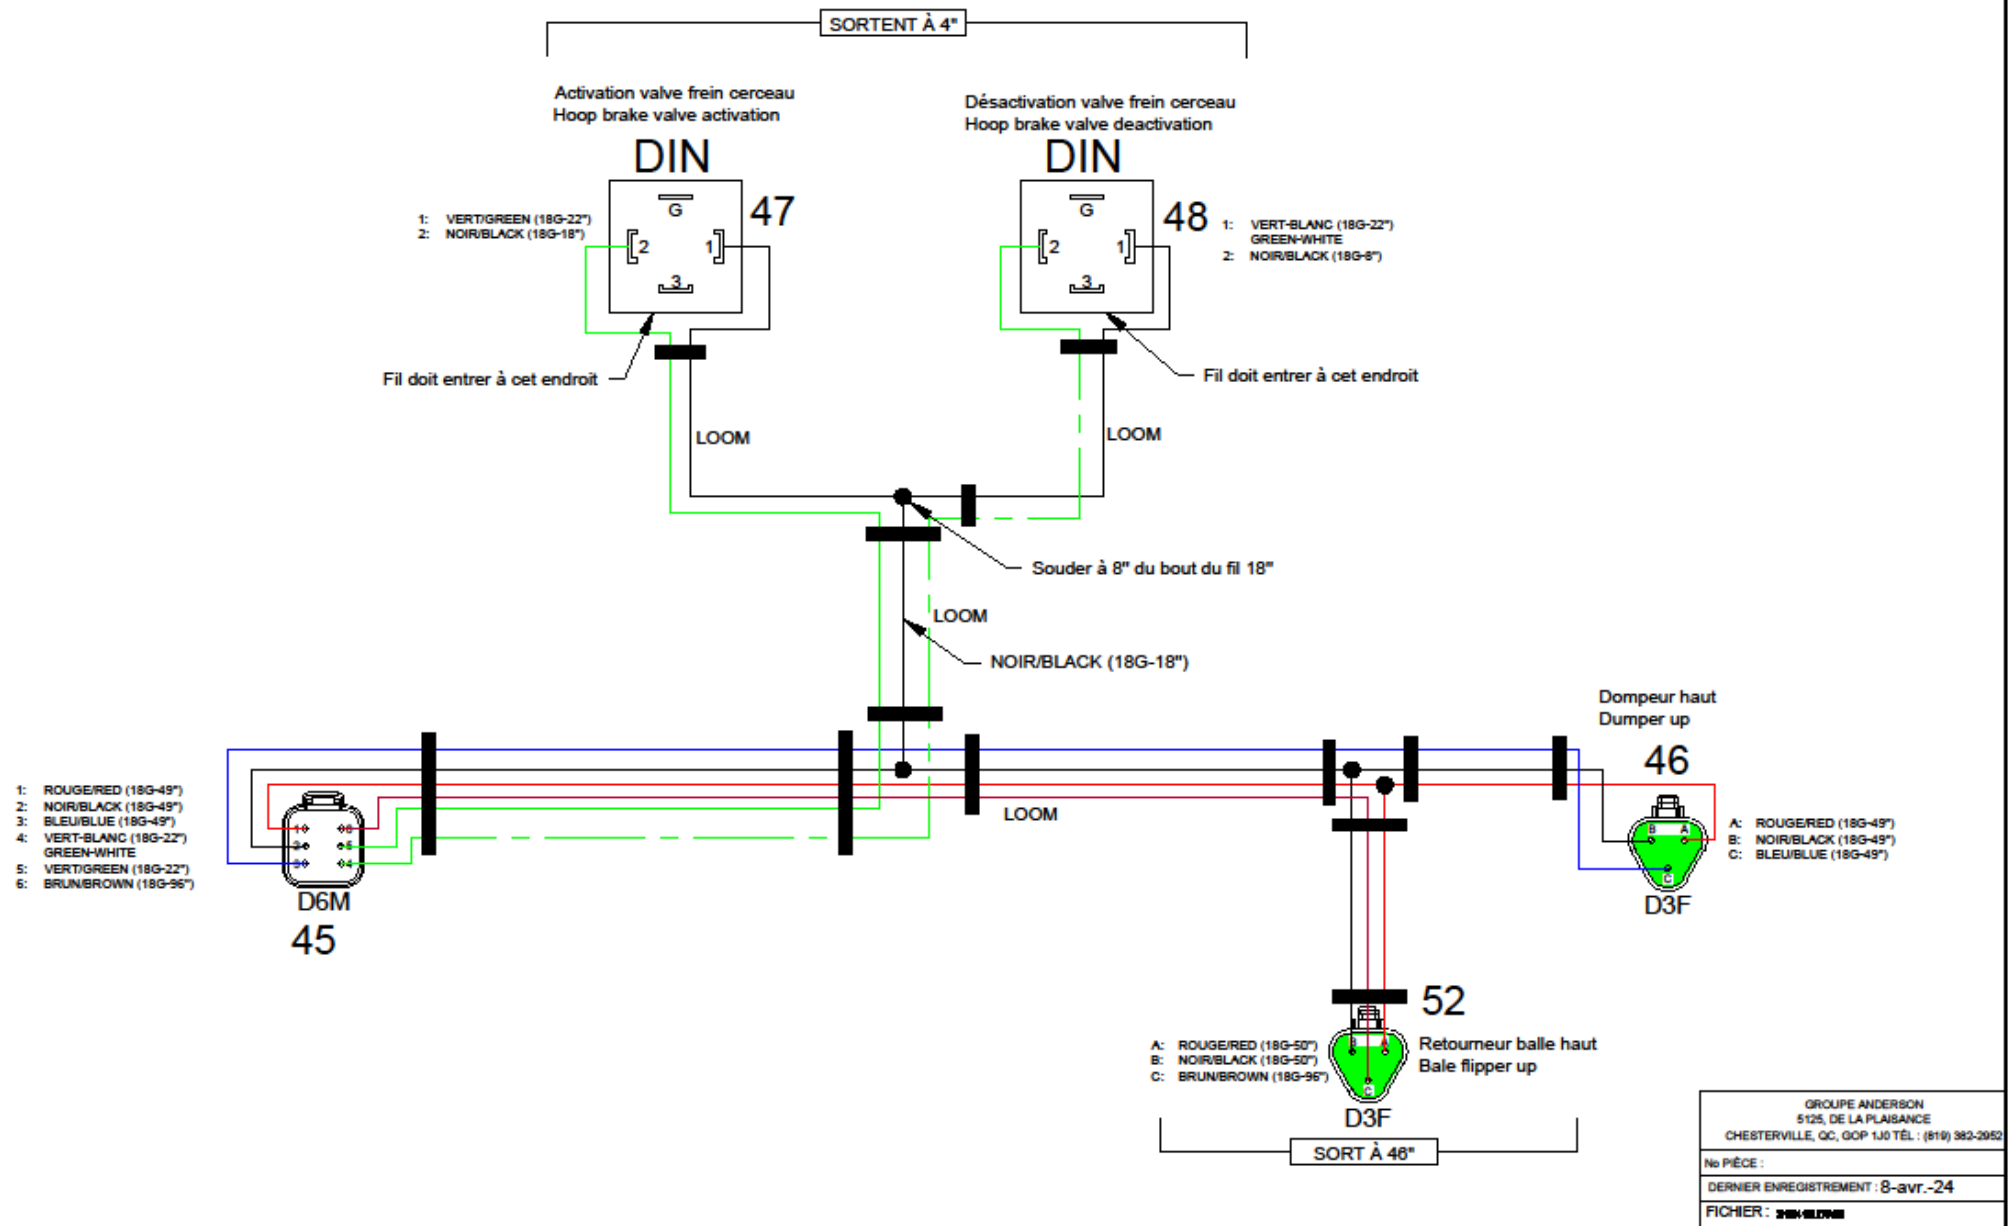 SORTENT À 4"
Activation valve frein cerceau
Hoop brake valve activation
DIN
47
1: VERT/GREEN (18G-22")
2: NOIR/BLACK (18G-18")
G
2
1
3
Fil doit entrer à cet endroit
LOOM
Désactivation valve frein cerceau
Hoop brake valve deactivation
DIN
48
1: VERT-BLANC (18G-22")
GREEN-WHITE
2: NOIR/BLACK (18G-8")
G
2
1
3
Fil doit entrer à cet endroit
LOOM
Souder à 8" du bout du fil 18"
LOOM
NOIR/BLACK (18G-18")
1: ROUGE/RED (18G-49")
2: NOIR/BLACK (18G-49")
3: BLEU/BLUE (18G-49")
4: VERT-BLANC (18G-22")
GREEN-WHITE
5: VERT/GREEN (18G-22")
6: BRUN/BROWN (18G-96")
1 6
2 5
3 4
D6M
45
LOOM
Dompeur haut
Dumper up
46
B A
C
D3F
A: ROUGE/RED (18G-49")
B: NOIR/BLACK (18G-49")
C: BLEU/BLUE (18G-49")
52
Retourneur balle haut
Bale flipper up
A: ROUGE/RED (18G-50")
B: NOIR/BLACK (18G-50")
C: BRUN/BROWN (18G-96")
B A
C
D3F
SORT À 46"
GROUPE ANDERSON
5125, DE LA PLAISANCE
CHESTERVILLE, QC, GOP 1J0 TÉL : (819) 382-2952
No PIÈCE :
DERNIER ENREGISTREMENT : 8-avr.-24
FICHIER :